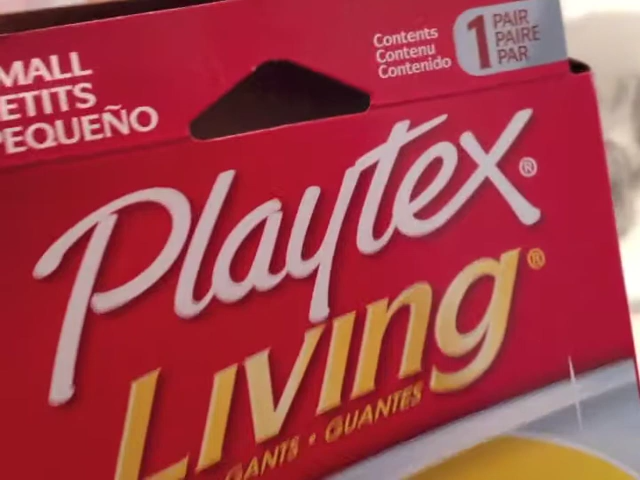 MALL
ETITS
PEQUEÑO
Contents
Contenu
Contenido
1 PAIR
PAIRE
PAR
Playtex®
Living®
GANTS • GUANTES